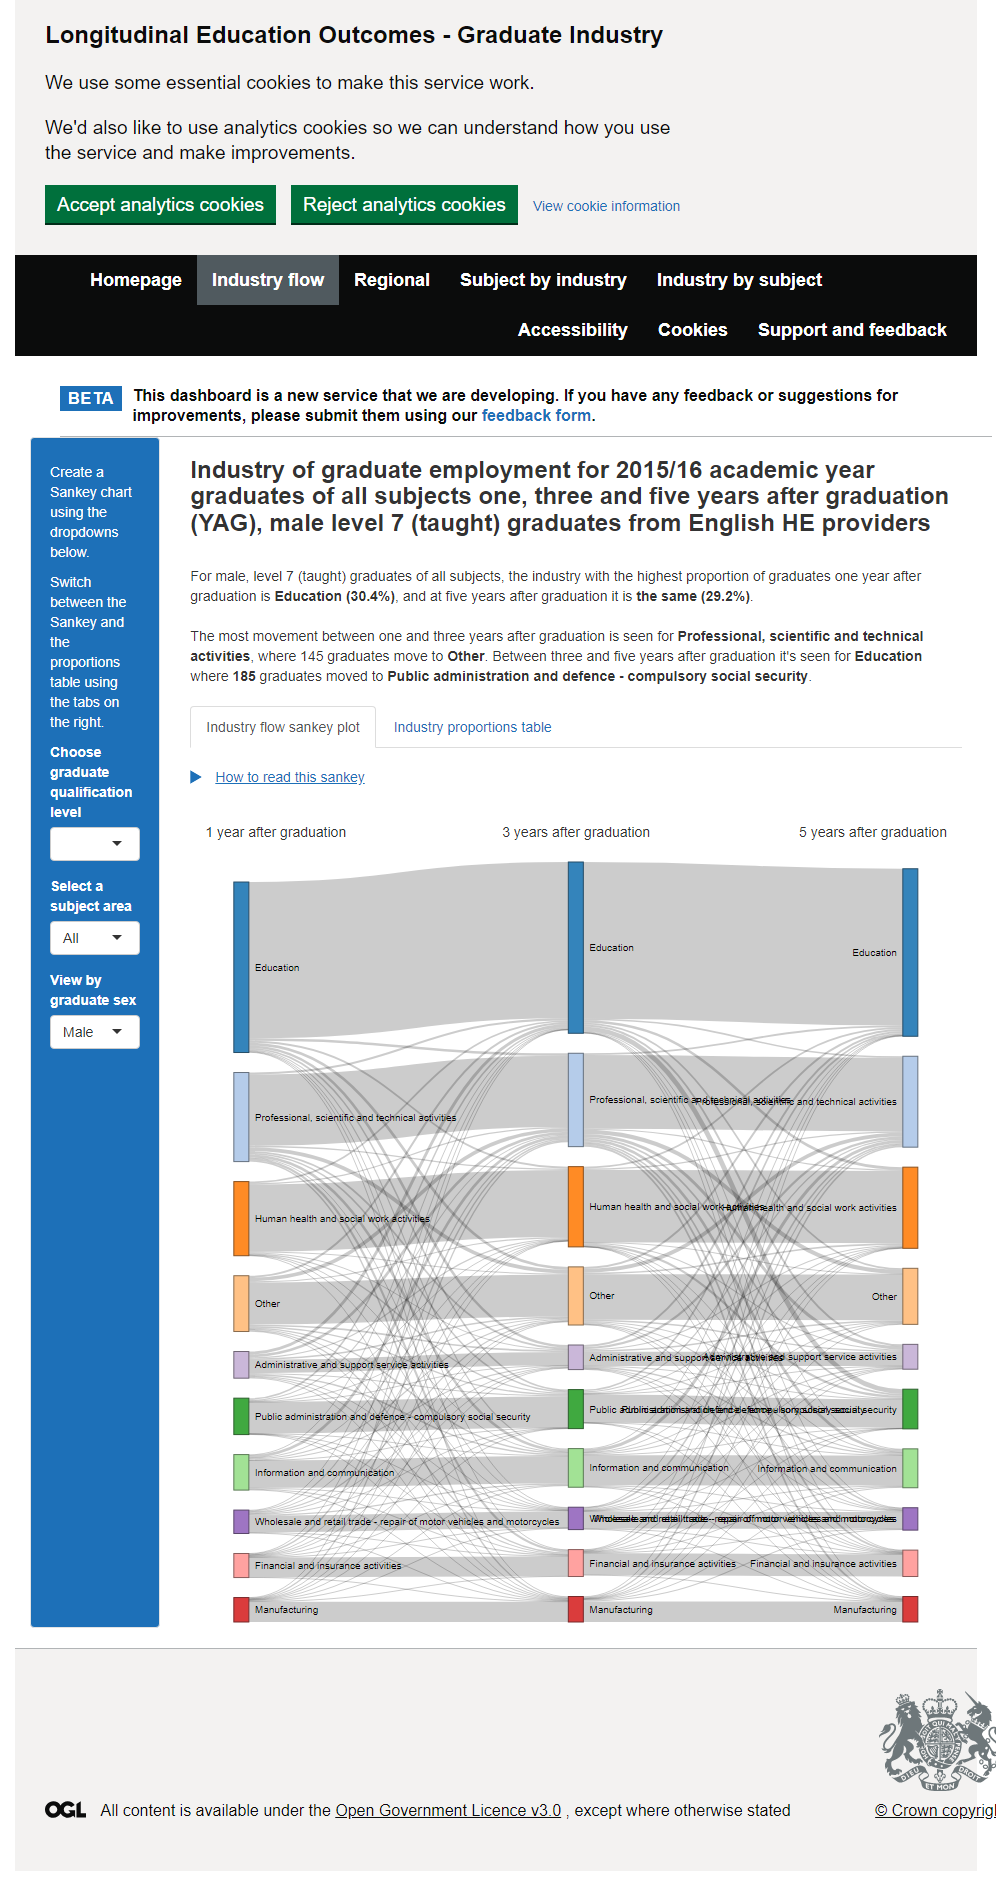 Longitudinal Education Outcomes - Graduate Industry
We use some essential cookies to make this service work.
We'd also like to use analytics cookies so we can understand how you use
the service and make improvements.
Accept analytics cookies
Reject analytics cookies
View cookie information
Homepage
Industry flow
Regional
Subject by industry
Industry by subject
Accessibility
Cookies
Support and feedback
BETA
This dashboard is a new service that we are developing. If you have any feedback or suggestions for
improvements, please submit them using our feedback form.
Create a
Sankey chart
using the
dropdowns
below.
Switch
between the
Sankey and
the
proportions
table using
the tabs on
the right.
Choose
graduate
qualification
level
Select a
subject area
All
View by
graduate sex
Male
Industry of graduate employment for 2015/16 academic year
graduates of all subjects one, three and five years after graduation
(YAG), male level 7 (taught) graduates from English HE providers
For male, level 7 (taught) graduates of all subjects, the industry with the highest proportion of graduates one year after
graduation is Education (30.4%), and at five years after graduation it is the same (29.2%).
The most movement between one and three years after graduation is seen for Professional, scientific and technical
activities, where 145 graduates move to Other. Between three and five years after graduation it's seen for Education
where 185 graduates moved to Public administration and defence - compulsory social security.
Industry flow sankey plot
Industry proportions table
How to read this sankey
1 year after graduation
3 years after graduation
5 years after graduation
Education
Education
Education
Professional, scientific and technical activities
Professional, scientific and technical activities
Professional, scientific and technical activities
Human health and social work activities
Human health and social work activities
Human health and social work activities
Other
Other
Other
Administrative and support service activities
Administrative and support service activities
Administrative and support service activities
Public administration and defence - compulsory social security
Public administration and defence - compulsory social security
Public administration and defence - compulsory social security
Information and communication
Information and communication
Information and communication
Wholesale and retail trade - repair of motor vehicles and motorcycles
Wholesale and retail trade - repair of motor vehicles and motorcycles
Wholesale and retail trade - repair of motor vehicles and motorcycles
Financial and insurance activities
Financial and insurance activities
Financial and insurance activities
Manufacturing
Manufacturing
Manufacturing
DIEU ET MON DROIT
OGL
All content is available under the Open Government Licence v3.0 , except where otherwise stated
© Crown copyrig